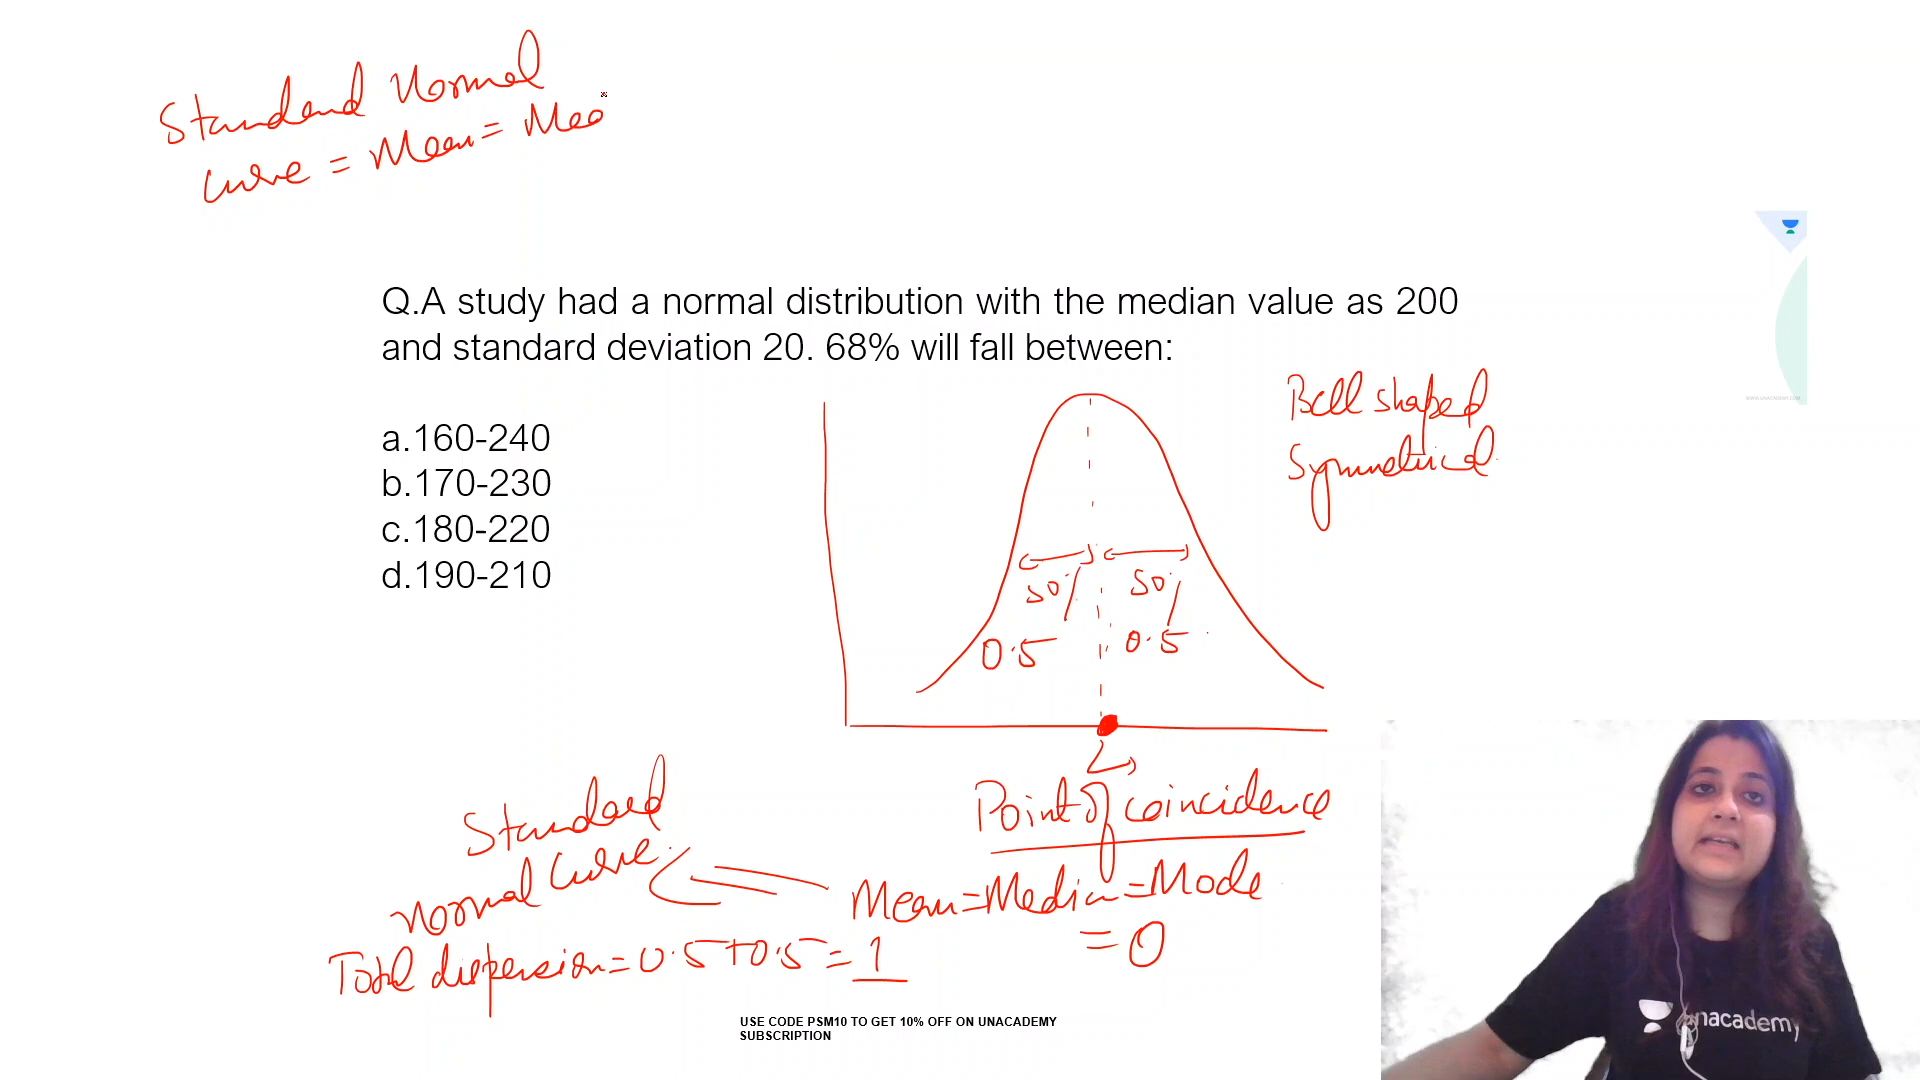 Standard Normal
Curve = Mean = Med
Q.A study had a normal distribution with the median value as 200
and standard deviation 20. 68% will fall between:
a.160-240
b.170-230
c.180-220
d.190-210
Bell shaped
Symmetrical
50% 50%
0.5 0.5
Point of coincidence
Mean=Median=Mode
= 0
Standard
normal Curve
Total dispersion = 0.5+0.5=1
USE CODE PSM10 TO GET 10% OFF ON UNACADEMY
SUBSCRIPTION
unacademy